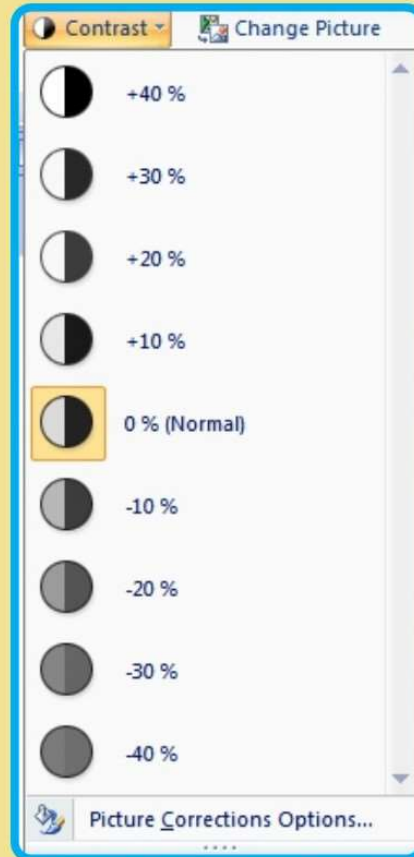 Contrast Change Picture
+40 %
+30 %
+20 %
+10 %
0 % (Normal)
-10 %
-20 %
-30 %
-40 %
Picture Corrections Options...